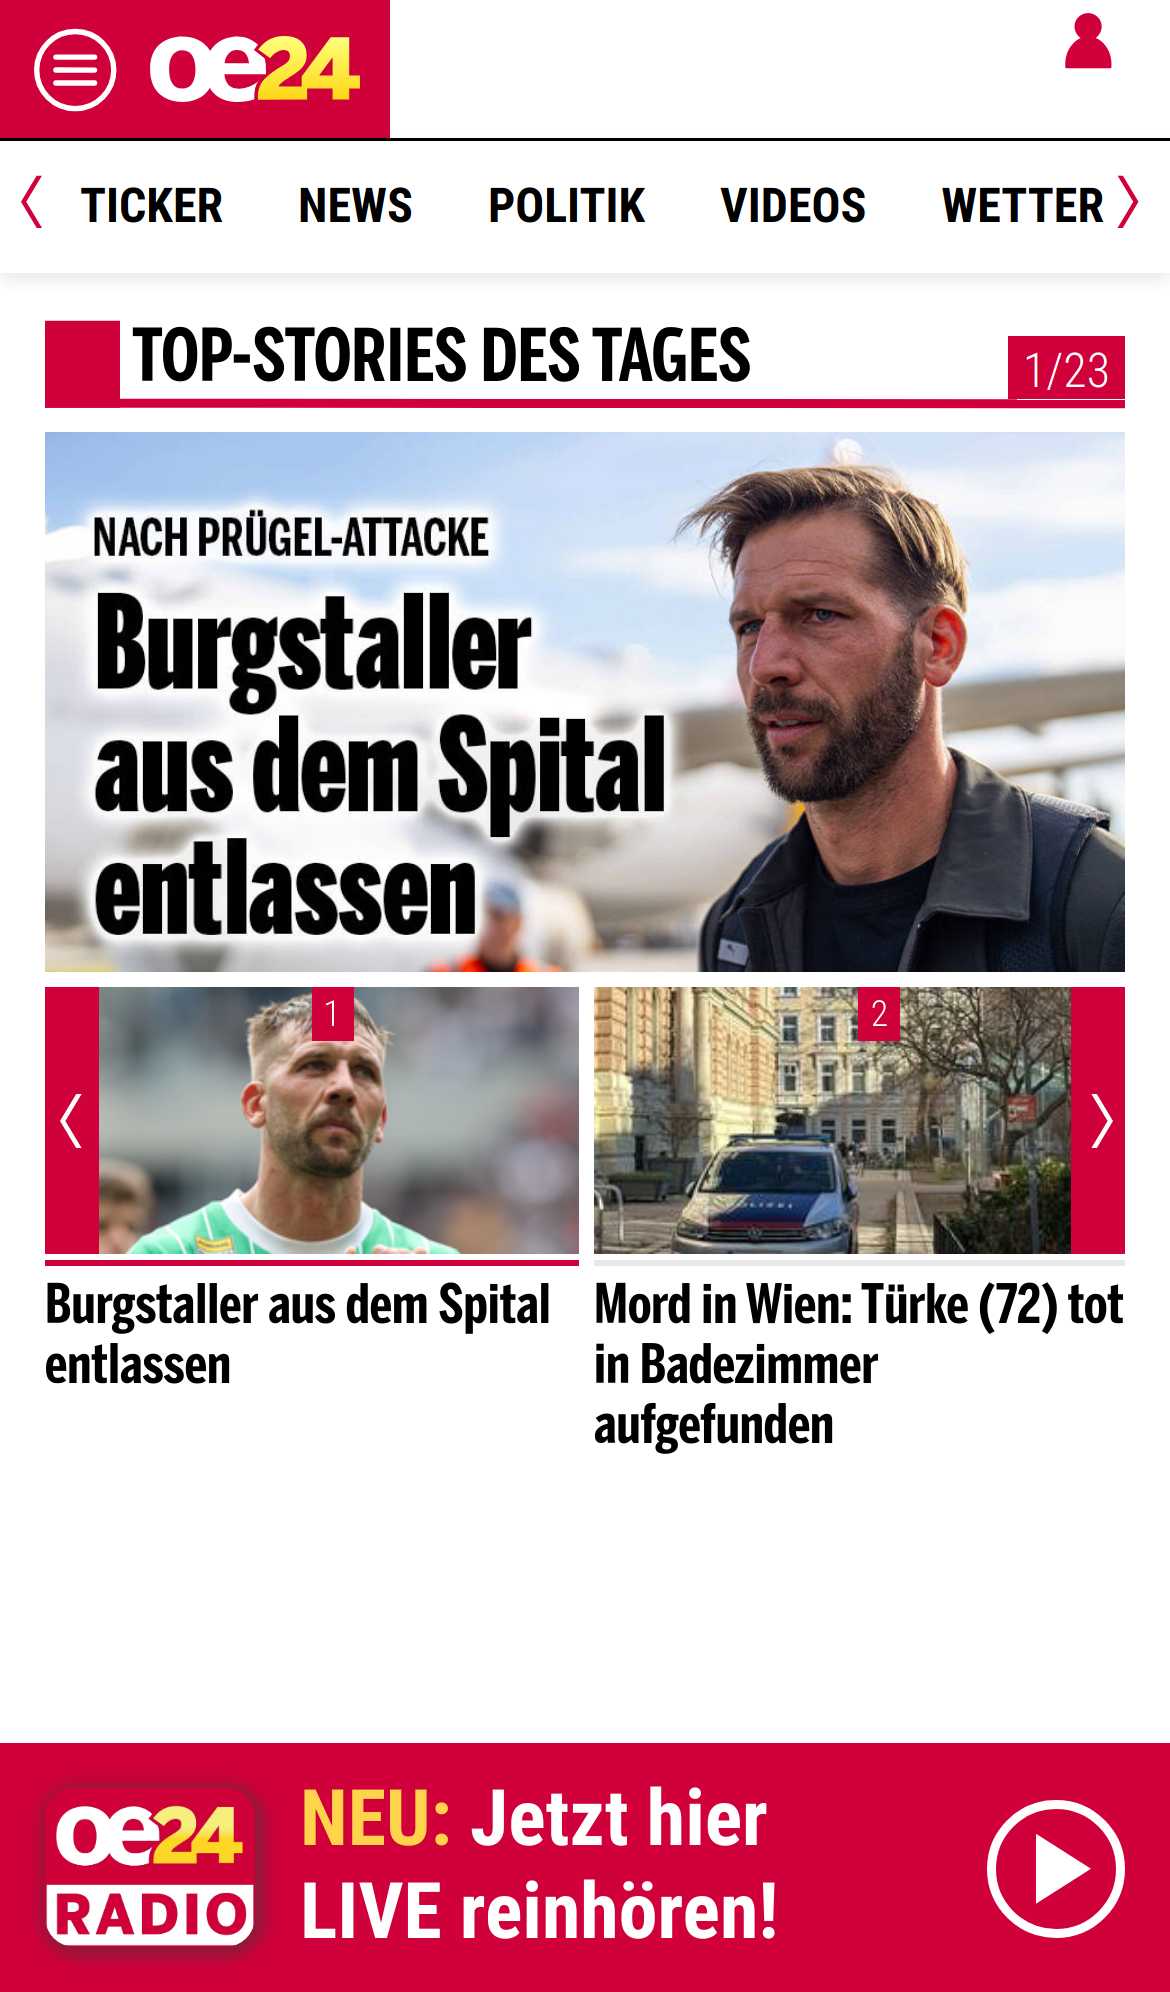 oe24
TICKER NEWS POLITIK VIDEOS WETTER
TOP-STORIES DES TAGES
1/23
NACH PRÜGEL-ATTACKE
Burgstaller
aus dem Spital
entlassen
1
2
POLIZEI
Burgstaller aus dem Spital
entlassen
Mord in Wien: Türke (72) tot
in Badezimmer
aufgefunden
oe24
RADIO
NEU: Jetzt hier
LIVE reinhören!